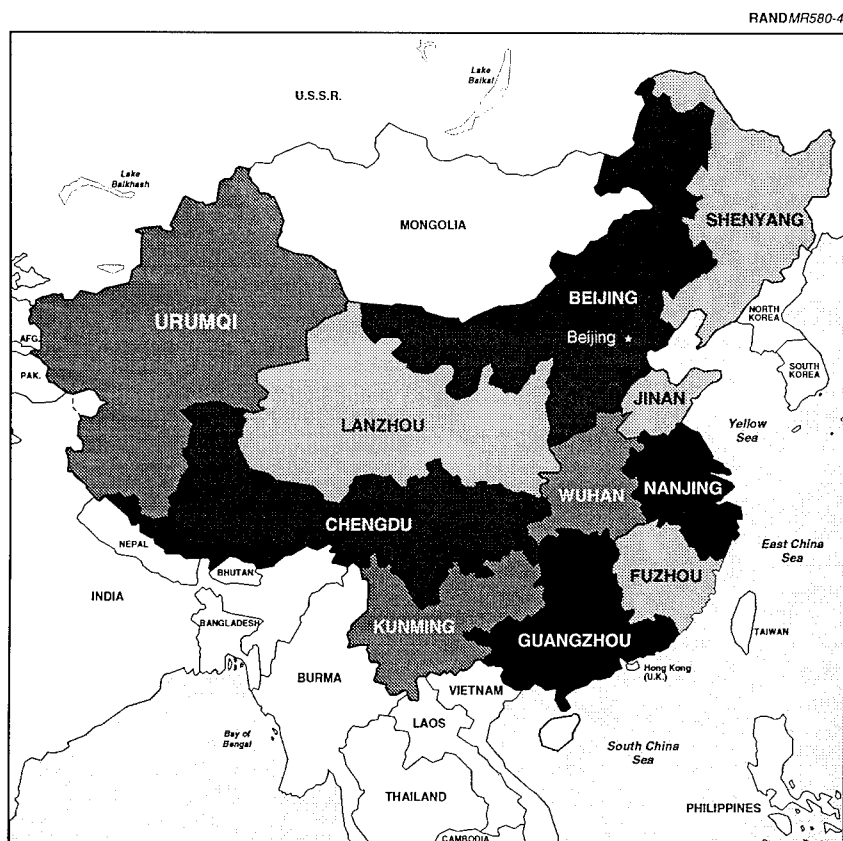 RAND MR580-4
Lake
Baikal
U.S.S.R.
Lake
Balkhash
MONGOLIA
SHENYANG
BEIJING
Beijing
URUMQI
NORTH
KOREA
AFG.
PAK.
SOUTH
KOREA
JINAN
LANZHOU
Yellow
Sea
WUHAN
NANJING
CHENGDU
NEPAL
East China
Sea
BHUTAN
FUZHOU
INDIA
BANGLADESH
KUNMING
GUANGZHOU
TAIWAN
Hong Kong
(U.K.)
BURMA
VIETNAM
LAOS
Bay of
Bengal
South China
Sea
THAILAND
PHILIPPINES
CAMBODIA